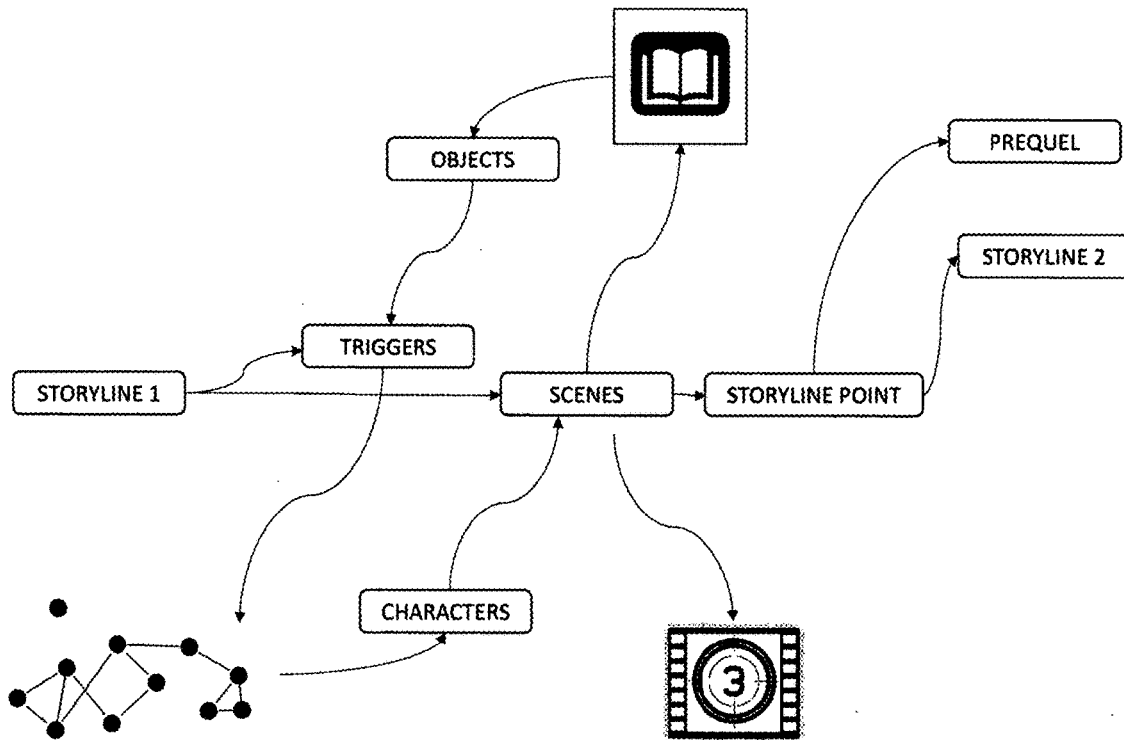 OBJECTS
PREQUEL
STORYLINE 2
TRIGGERS
STORYLINE 1
SCENES
STORYLINE POINT
CHARACTERS
3